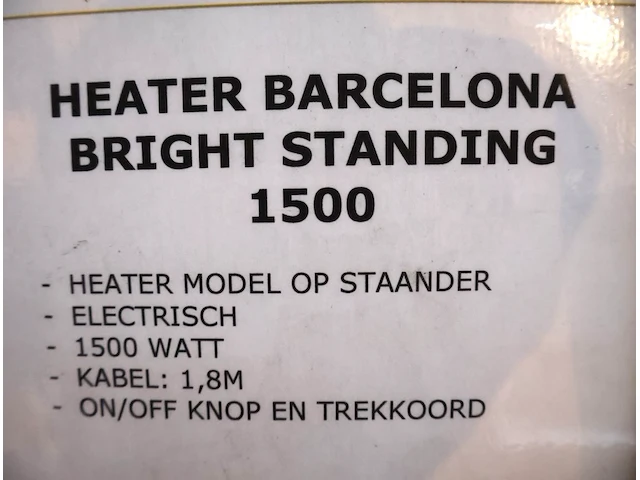 HEATER BARCELONA
BRIGHT STANDING
1500
- HEATER MODEL OP STAANDER
- ELECTRISCH
- 1500 WATT
- KABEL: 1,8M
- ON/OFF KNOP EN TREKKOORD